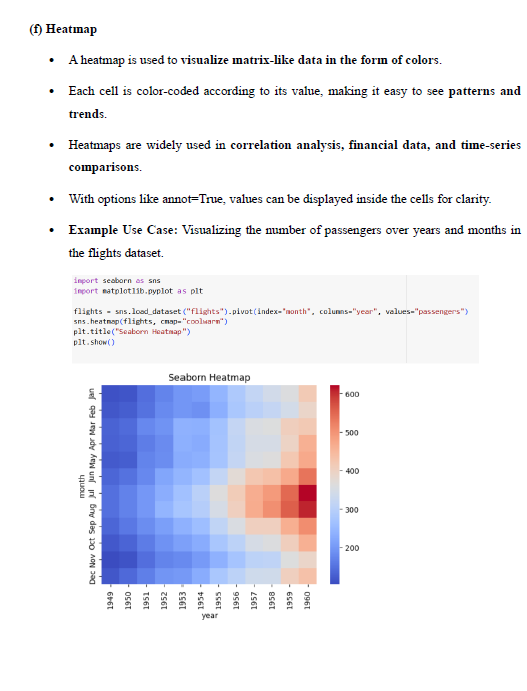 (f) Heatmap
• A heatmap is used to visualize matrix-like data in the form of colors.
• Each cell is color-coded according to its value, making it easy to see patterns and
trends.
• Heatmaps are widely used in correlation analysis, financial data, and time-series
comparisons.
• With options like annot=True, values can be displayed inside the cells for clarity.
• Example Use Case: Visualizing the number of passengers over years and months in
the flights dataset.
import seaborn as sns
import matplotlib.pyplot as plt
flights = sns.load_dataset("flights").pivot(index="month", columns="year", values="passengers")
sns.heatmap(flights, cmap="coolwarm")
plt.title("Seaborn Heatmap")
plt.show()
Seaborn Heatmap
month
Jan
Feb
Mar
Apr
May
Jun
Jul
Aug
Sep
Oct
Nov
Dec
600
500
400
300
200
1949 1950 1951 1952 1953 1954 1955 1956 1957 1958 1959 1960
year